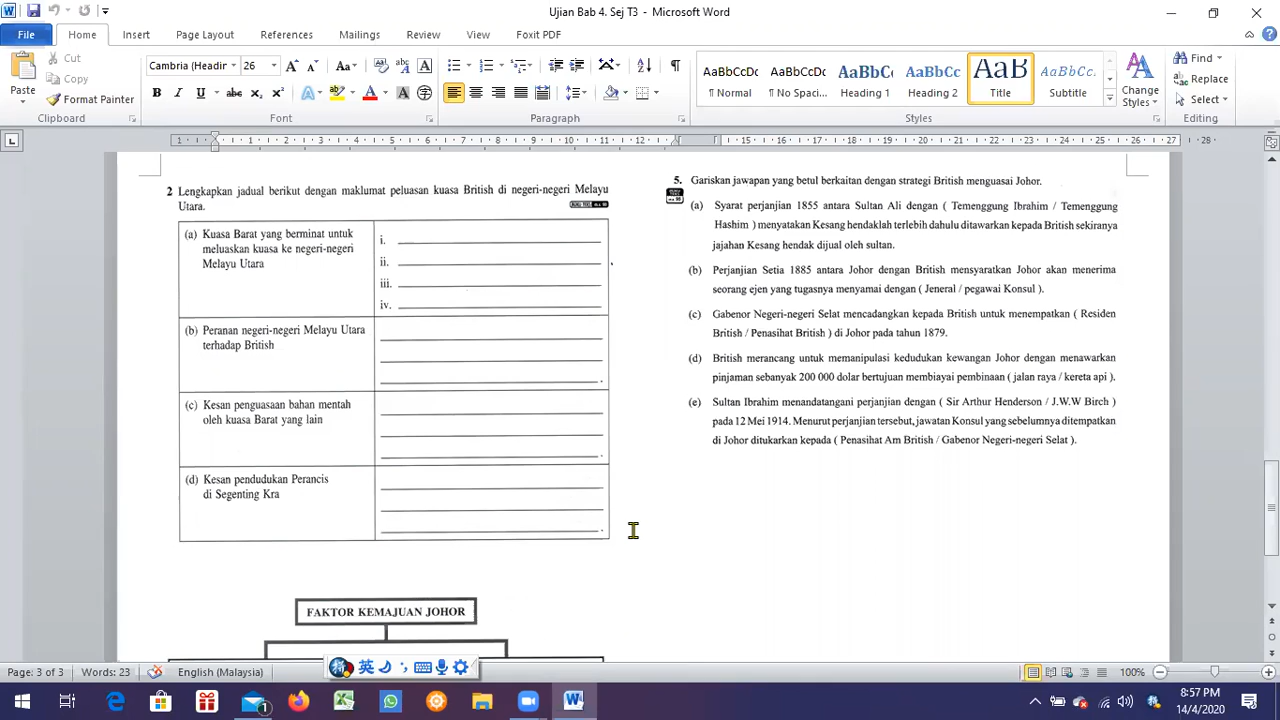 Ujian Bab 4. Sej T3 - Microsoft Word
File Home Insert Page Layout References Mailings Review View Foxit PDF
Paste
Cut
Copy
Format Painter
Clipboard
Cambria (Headir 26
Font
Paragraph
AaBbCcDc AaBbCcDc AaBbCc AaBbCc AaB AaBbCcL
¶ Normal ¶ No Spaci... Heading 1 Heading 2 Title Subtitle
Change Styles
Styles
Find
Replace
Select
Editing
2 Lengkapkan jadual berikut dengan maklumat peluasan kuasa British di negeri-negeri Melayu
Utara.
(a) Kuasa Barat yang berminat untuk
meluaskan kuasa ke negeri-negeri
Melayu Utara
i.
ii.
iii.
iv.
(b) Peranan negeri-negeri Melayu Utara
terhadap British
(c) Kesan penguasaan bahan mentah
oleh kuasa Barat yang lain
(d) Kesan pendudukan Perancis
di Segenting Kra
FAKTOR KEMAJUAN JOHOR
5. Gariskan jawapan yang betul berkaitan dengan strategi British menguasai Johor.
(a) Syarat perjanjian 1855 antara Sultan Ali dengan ( Temenggung Ibrahim / Temenggung
Hashim ) menyatakan Kesang hendaklah terlebih dahulu ditawarkan kepada British sekiranya
jajahan Kesang hendak dijual oleh sultan.
(b) Perjanjian Setia 1885 antara Johor dengan British mensyaratkan Johor akan menerima
seorang ejen yang tugasnya menyamai dengan ( Jeneral / pegawai Konsul ).
(c) Gabenor Negeri-negeri Selat mencadangkan kepada British untuk menempatkan ( Residen
British / Penasihat British ) di Johor pada tahun 1879.
(d) British merancang untuk memanipulasi kedudukan kewangan Johor dengan menawarkan
pinjaman sebanyak 200 000 dolar bertujuan membiayai pembinaan ( jalan raya / kereta api ).
(e) Sultan Ibrahim menandatangani perjanjian dengan ( Sir Arthur Henderson / J.W.W Birch )
pada 12 Mei 1914. Menurut perjanjian tersebut, jawatan Konsul yang sebelumnya ditempatkan
di Johor ditukarkan kepada ( Penasihat Am British / Gabenor Negeri-negeri Selat ).
英
Page: 3 of 3 Words: 23 English (Malaysia) 100%
8:57 PM
14/4/2020